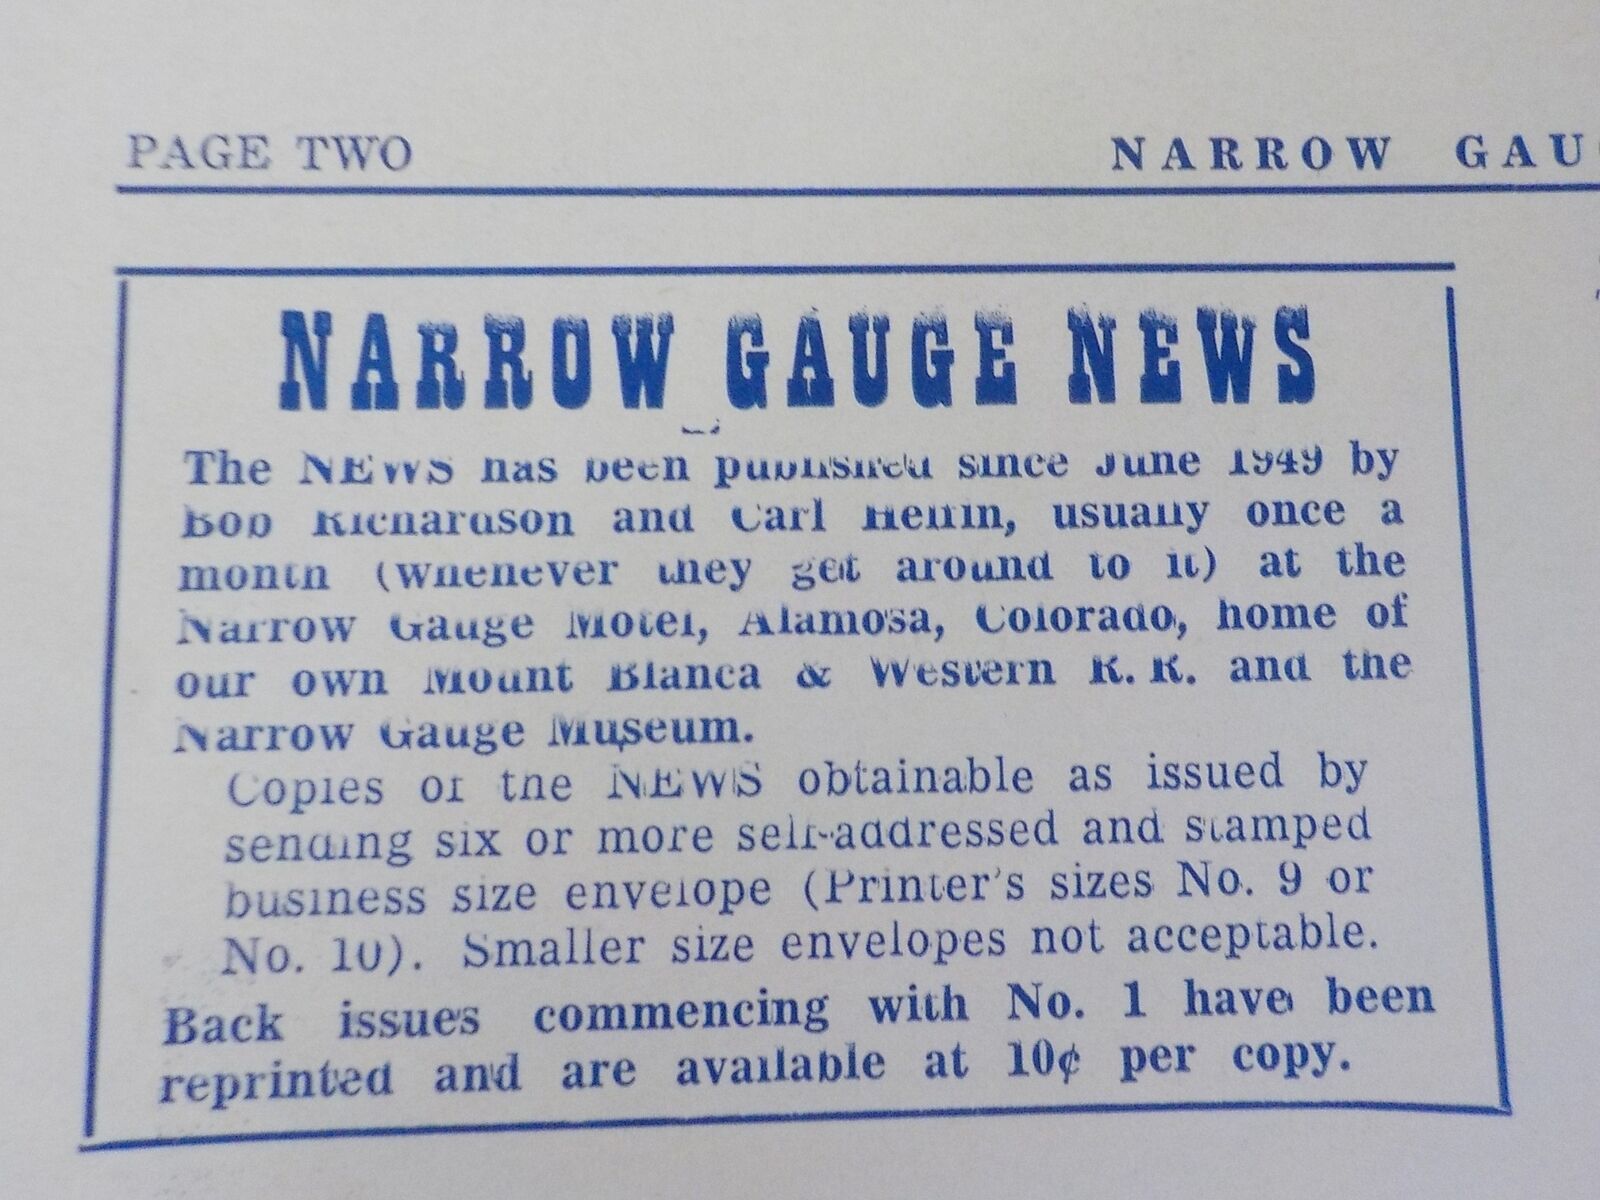 PAGE TWO
NARROW GAU
NARROW GAUGE NEWS
The NEWS has been published since June 1949 by
Bob Richardson and Carl Helfin, usually once a
month (whenever they get around to it) at the
Narrow Gauge Motel, Alamosa, Colorado, home of
our own Mount Blanca & Western R. R. and the
Narrow Gauge Museum.
Copies of the NEWS obtainable as issued by
sending six or more self-addressed and stamped
business size envelope (Printer's sizes No. 9 or
No. 10). Smaller size envelopes not acceptable.
Back issues commencing with No. 1 have been
reprinted and are available at 10¢ per copy.